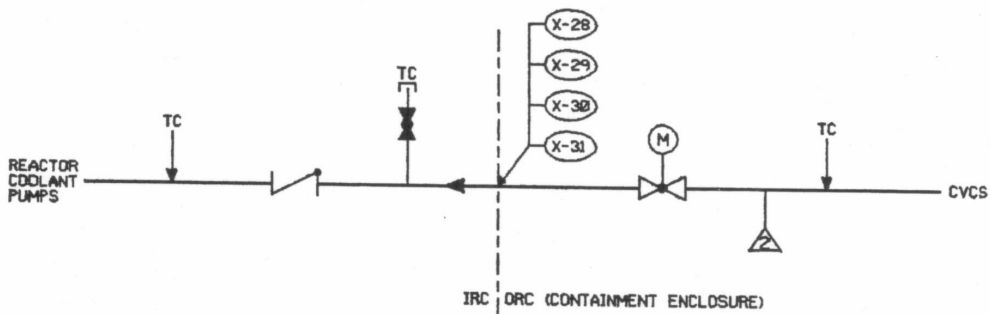 X-28
X-29
TC
X-30
X-31
M
TC
TC
REACTOR
COOLANT
PUMPS
CVCS
2
IRC ORC (CONTAINMENT ENCLOSURE)